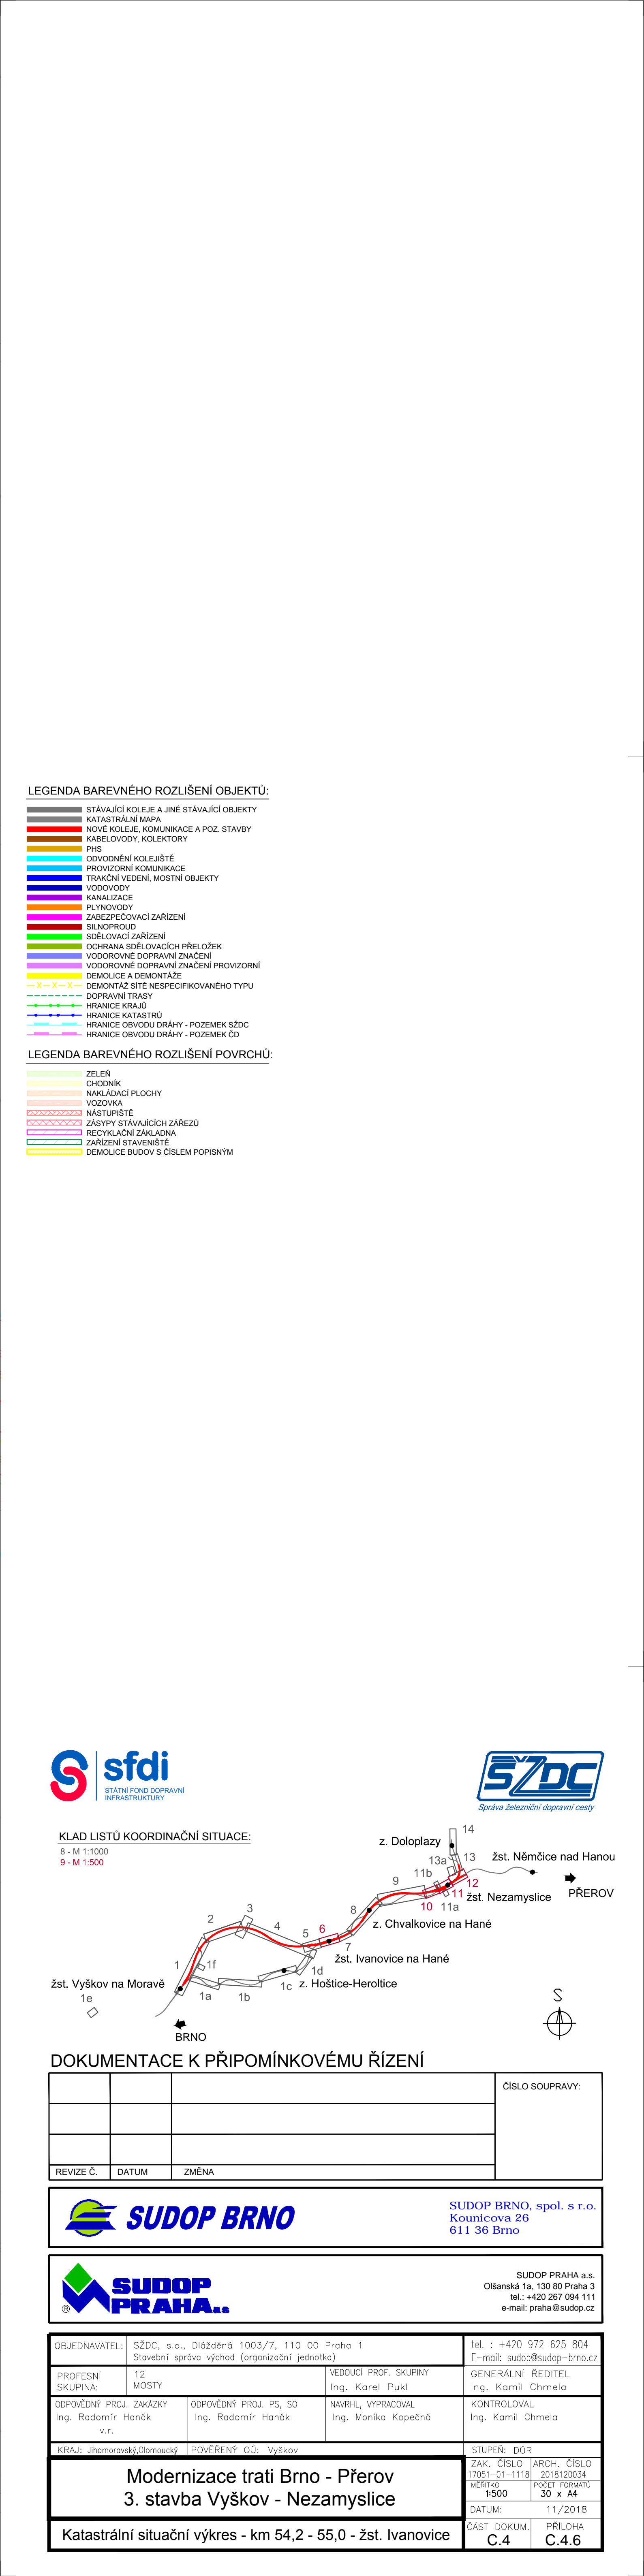 LEGENDA BAREVNÉHO ROZLIŠENÍ OBJEKTŮ:
STÁVAJÍCÍ KOLEJE A JINÉ STÁVAJÍCÍ OBJEKTY
KATASTRÁLNÍ MAPA
NOVÉ KOLEJE, KOMUNIKACE A POZ. STAVBY
KABELOVODY, KOLEKTORY
PHS
ODVODNĚNÍ KOLEJIŠTĚ
PROVIZORNÍ KOMUNIKACE
TRAKČNÍ VEDENÍ, MOSTNÍ OBJEKTY
VODOVODY
KANALIZACE
PLYNOVODY
ZABEZPEČOVACÍ ZAŘÍZENÍ
SILNOPROUD
SDĚLOVACÍ ZAŘÍZENÍ
OCHRANA SDĚLOVACÍCH PŘELOŽEK
VODOROVNÉ DOPRAVNÍ ZNAČENÍ
VODOROVNÉ DOPRAVNÍ ZNAČENÍ PROVIZORNÍ
DEMOLICE A DEMONTÁŽE
X X X DEMONTÁŽ SÍTĚ NESPECIFIKOVANÉHO TYPU
DOPRAVNÍ TRASY
HRANICE KRAJŮ
HRANICE KATASTRŮ
HRANICE OBVODU DRÁHY - POZEMEK SŽDC
HRANICE OBVODU DRÁHY - POZEMEK ČD
LEGENDA BAREVNÉHO ROZLIŠENÍ POVRCHŮ:
ZELEŇ
CHODNÍK
NAKLÁDACÍ PLOCHY
VOZOVKA
NÁSTUPIŠTĚ
ZÁSYPY STÁVAJÍCÍCH ZÁŘEZŮ
RECYKLAČNÍ ZÁKLADNA
ZAŘÍZENÍ STAVENIŠTĚ
DEMOLICE BUDOV S ČÍSLEM POPISNÝM
sfdi
STÁTNÍ FOND DOPRAVNÍ
INFRASTRUKTURY
SŽDC
Správa železniční dopravní cesty
KLAD LISTŮ KOORDINAČNÍ SITUACE:
8 - M 1:1000
9 - M 1:500
14
z. Doloplazy
13a 13
žst. Němčice nad Hanou
11b
9
12
PŘEROV
11
žst. Nezamyslice
10 11a
8
z. Chvalkovice na Hané
3
2
4
6
5
7
žst. Ivanovice na Hané
1
1f
1d
žst. Vyškov na Moravě
1c z. Hoštice-Heroltice
1e
1a
1b
S
BRNO
DOKUMENTACE K PŘIPOMÍNKOVÉMU ŘÍZENÍ
ČÍSLO SOUPRAVY:
REVIZE Č. DATUM ZMĚNA
SUDOP BRNO
SUDOP BRNO, spol. s r.o.
Kounicova 26
611 36 Brno
SUDOP
PRAHA a.s
®
SUDOP PRAHA a.s.
Olšanská 1a, 130 80 Praha 3
tel.: +420 267 094 111
e-mail: praha@sudop.cz
OBJEDNAVATEL: SŽDC, s.o., Dlážděná 1003/7, 110 00 Praha 1
Stavební správa východ (organizační jednotka)
tel. : +420 972 625 804
E-mail: sudop@sudop-brno.cz
PROFESNÍ
SKUPINA:
12
MOSTY
VEDOUCÍ PROF. SKUPINY
Ing. Karel Pukl
GENERÁLNÍ ŘEDITEL
Ing. Kamil Chmela
ODPOVĚDNÝ PROJ. ZAKÁZKY
Ing. Radomír Hanák
v.r.
ODPOVĚDNÝ PROJ. PS, SO
Ing. Radomír Hanák
NAVRHL, VYPRACOVAL
Ing. Monika Kopečná
KONTROLOVAL
Ing. Kamil Chmela
KRAJ: Jihomoravský,Olomoucký
POVĚŘENÝ OÚ: Vyškov
STUPEŇ: DÚR
Modernizace trati Brno - Přerov
3. stavba Vyškov - Nezamyslice
ZAK. ČÍSLO
17051-01-1118
ARCH. ČÍSLO
2018120034
MĚŘÍTKO
1:500
POČET FORMÁTŮ
30 x A4
DATUM: 11/2018
Katastrální situační výkres - km 54,2 - 55,0 - žst. Ivanovice
ČÁST DOKUM.
C.4
PŘÍLOHA
C.4.6